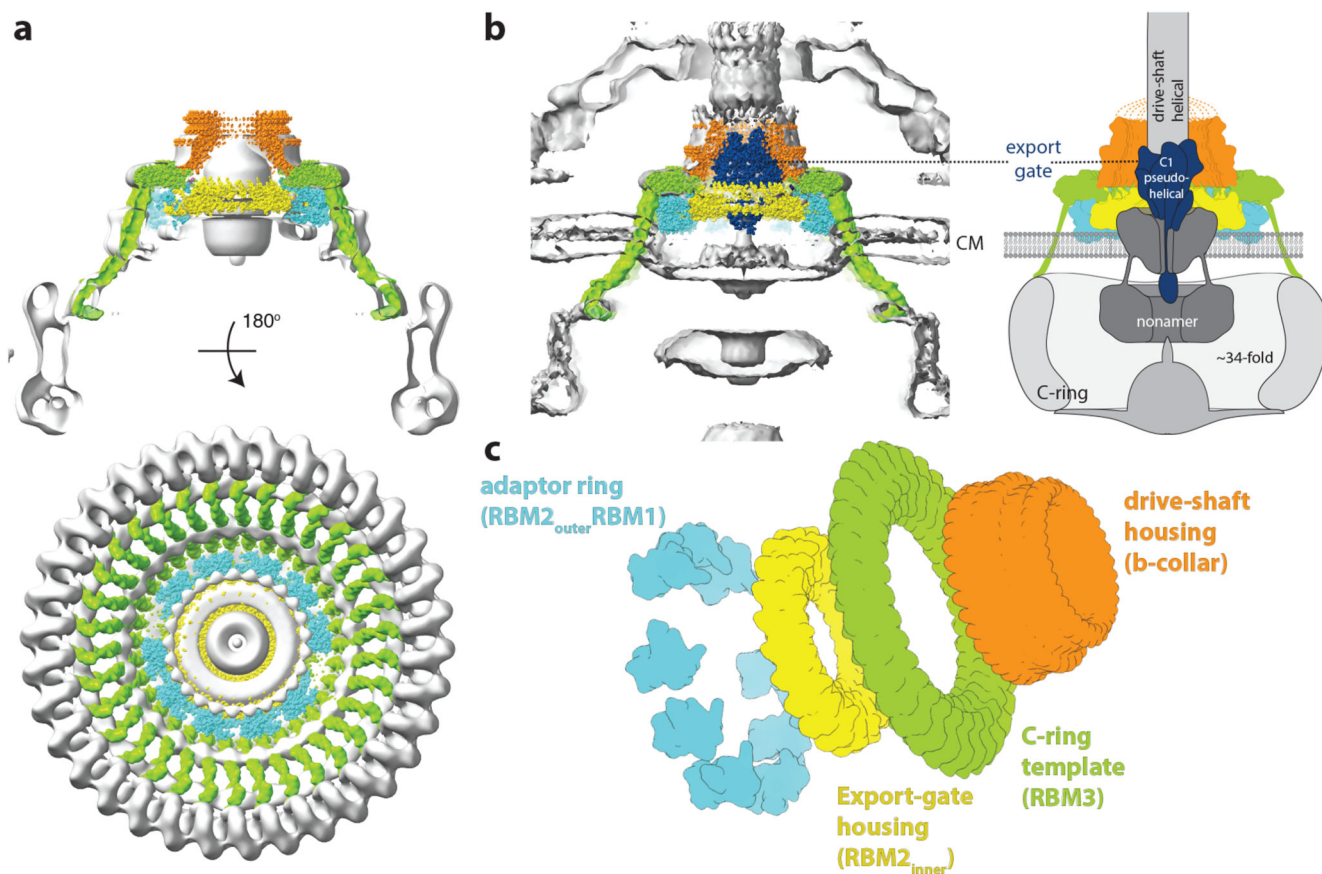 a
180°
b
export
gate
CM
drive-shaft
helical
C1
pseudo-
helical
nonamer
~34-fold
C-ring
c
adaptor ring
(RBM2outerRBM1)
drive-shaft
housing
(b-collar)
C-ring
template
(RBM3)
Export-gate
housing
(RBM2inner)